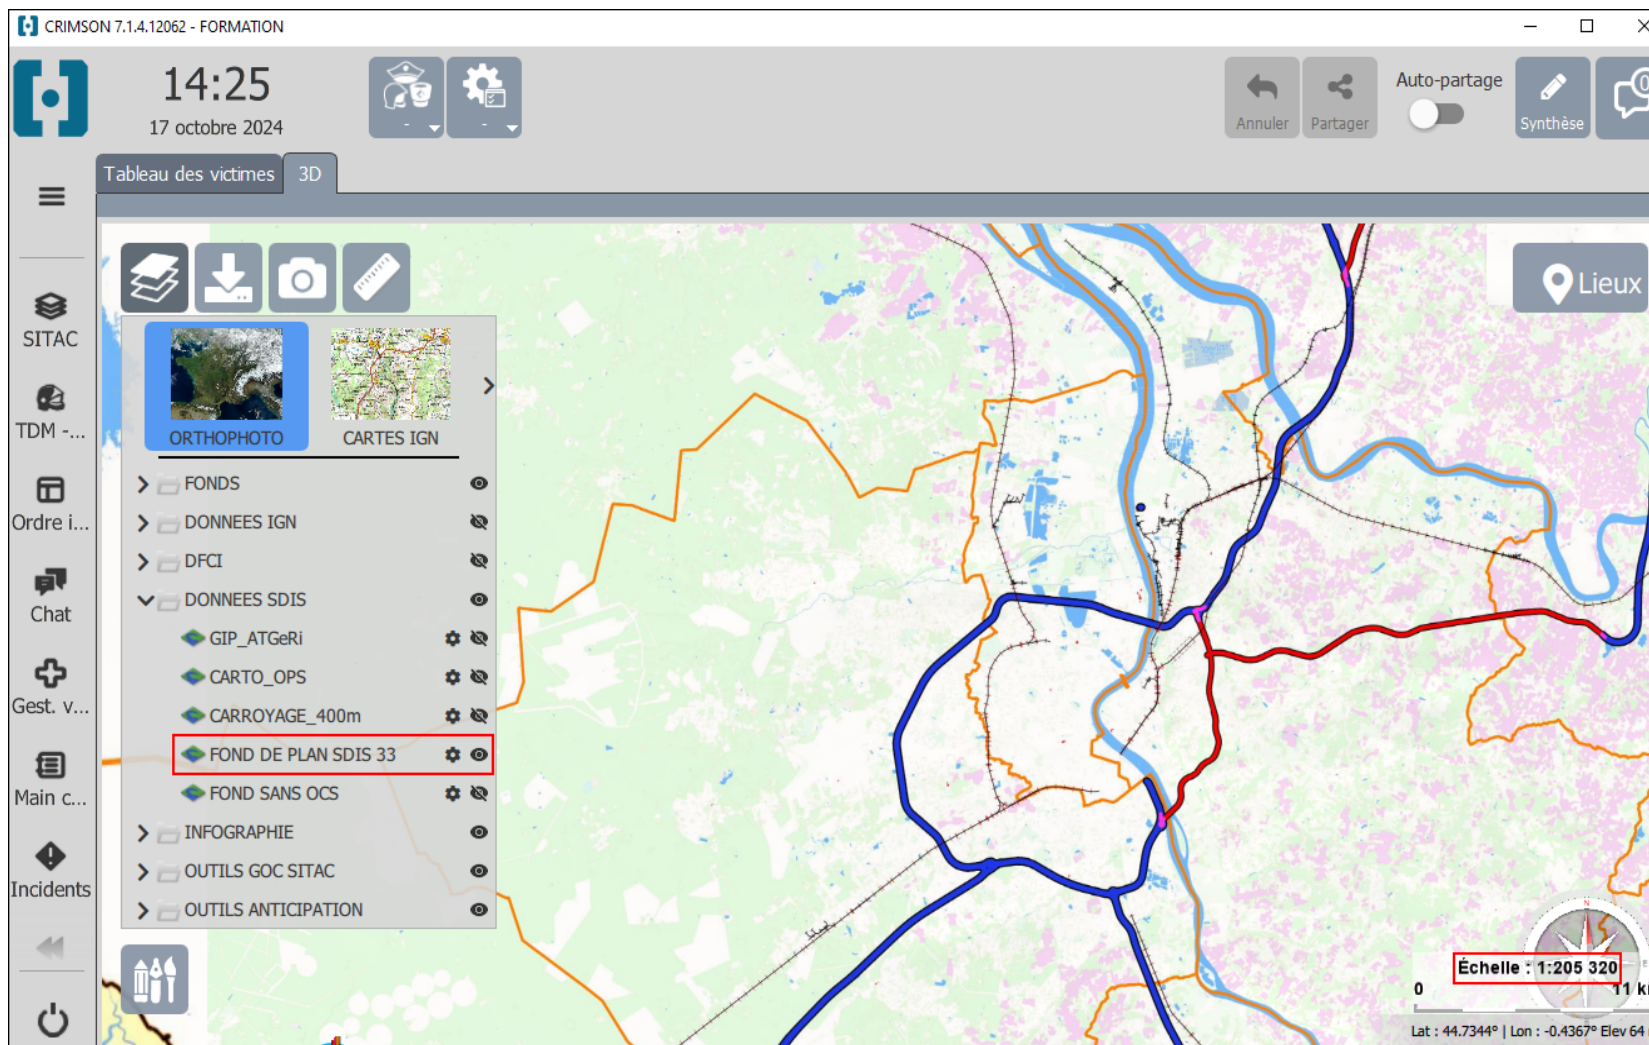 CRIMSON 7.1.4.12062 - FORMATION
14:25
17 octobre 2024
-
-
Annuler
Partager
Auto-partage
Synthèse
0
Tableau des victimes
3D
SITAC
TDM -...
Ordre i...
Chat
Gest. v...
Main c...
Incidents
Lieux
ORTHOPHOTO
CARTES IGN
FONDS
DONNEES IGN
DFCI
DONNEES SDIS
GIP_ATGeRi
CARTO_OPS
CARROYAGE_400m
FOND DE PLAN SDIS 33
FOND SANS OCS
INFOGRAPHIE
OUTILS GOC SITAC
OUTILS ANTICIPATION
N
E
Échelle : 1:205 320
0 11 k
Lat : 44.7344° | Lon : -0.4367° Elev 64